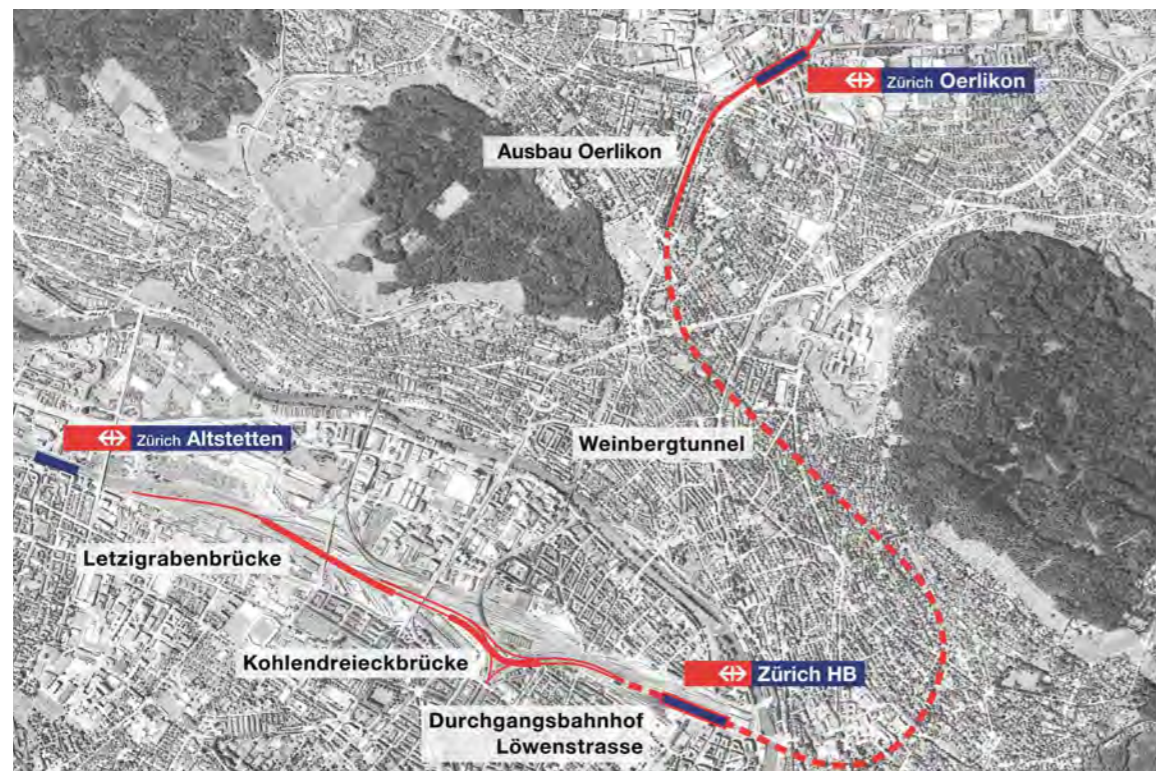 Zürich Oerlikon
Ausbau Oerlikon
Zürich Altstetten
Weinbergtunnel
Letzigrabenbrücke
Kohlendreieckbrücke
Zürich HB
Durchgangsbahnhof
Löwenstrasse